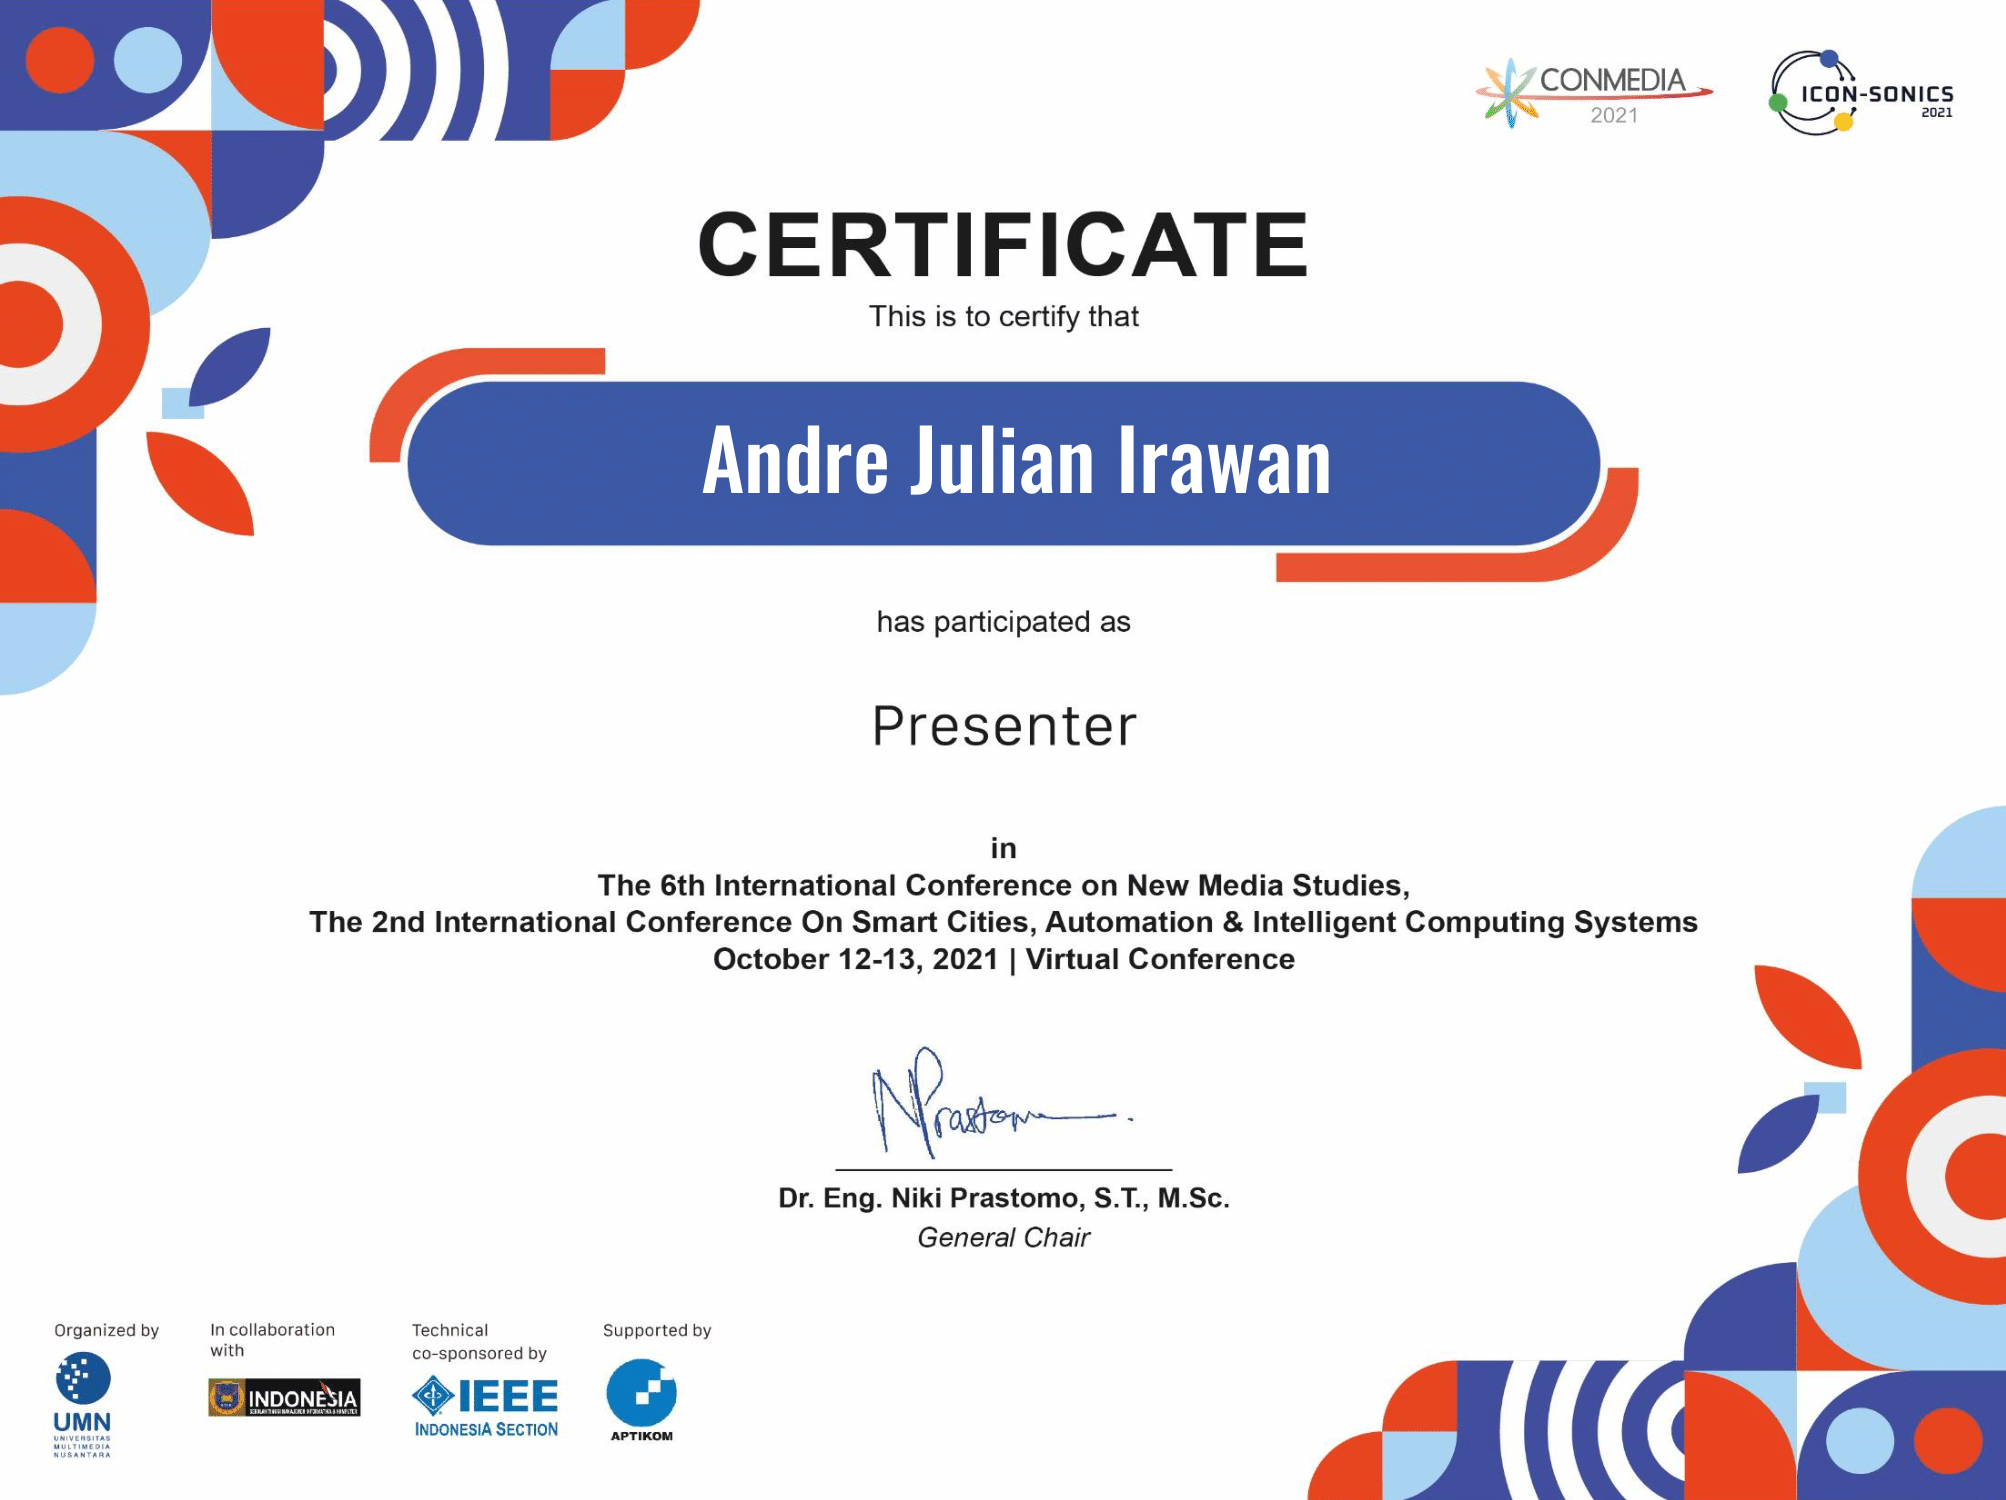 CONMEDIA
2021
ICON-SONICS
2021
CERTIFICATE
This is to certify that
Andre Julian Irawan
has participated as
Presenter
in
The 6th International Conference on New Media Studies,
The 2nd International Conference On Smart Cities, Automation & Intelligent Computing Systems
October 12-13, 2021 | Virtual Conference
NPrastomo
Dr. Eng. Niki Prastomo, S.T., M.Sc.
General Chair
Organized by
UMN
UNIVERSITAS
MULTIMEDIA
NUSANTARA
In collaboration
with
INDONESIA
Technical
co-sponsored by
IEEE
INDONESIA SECTION
Supported by
APTIKOM